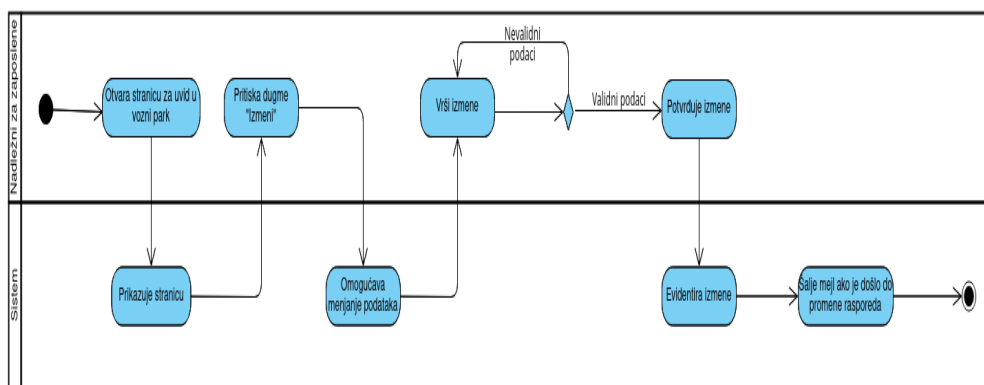 Nadležni za zaposlene
Otvara stranicu za uvid u
vozni park
Pritiska dugme
"Izmeni"
Vrši izmene
Nevalidni
podaci
Validni podaci
Potvrđuje izmene
Sistem
Prikazuje stranicu
Omogućava
menjanje podataka
Evidentira izmene
Šalje mejl ako je došlo do
promene rasporeda